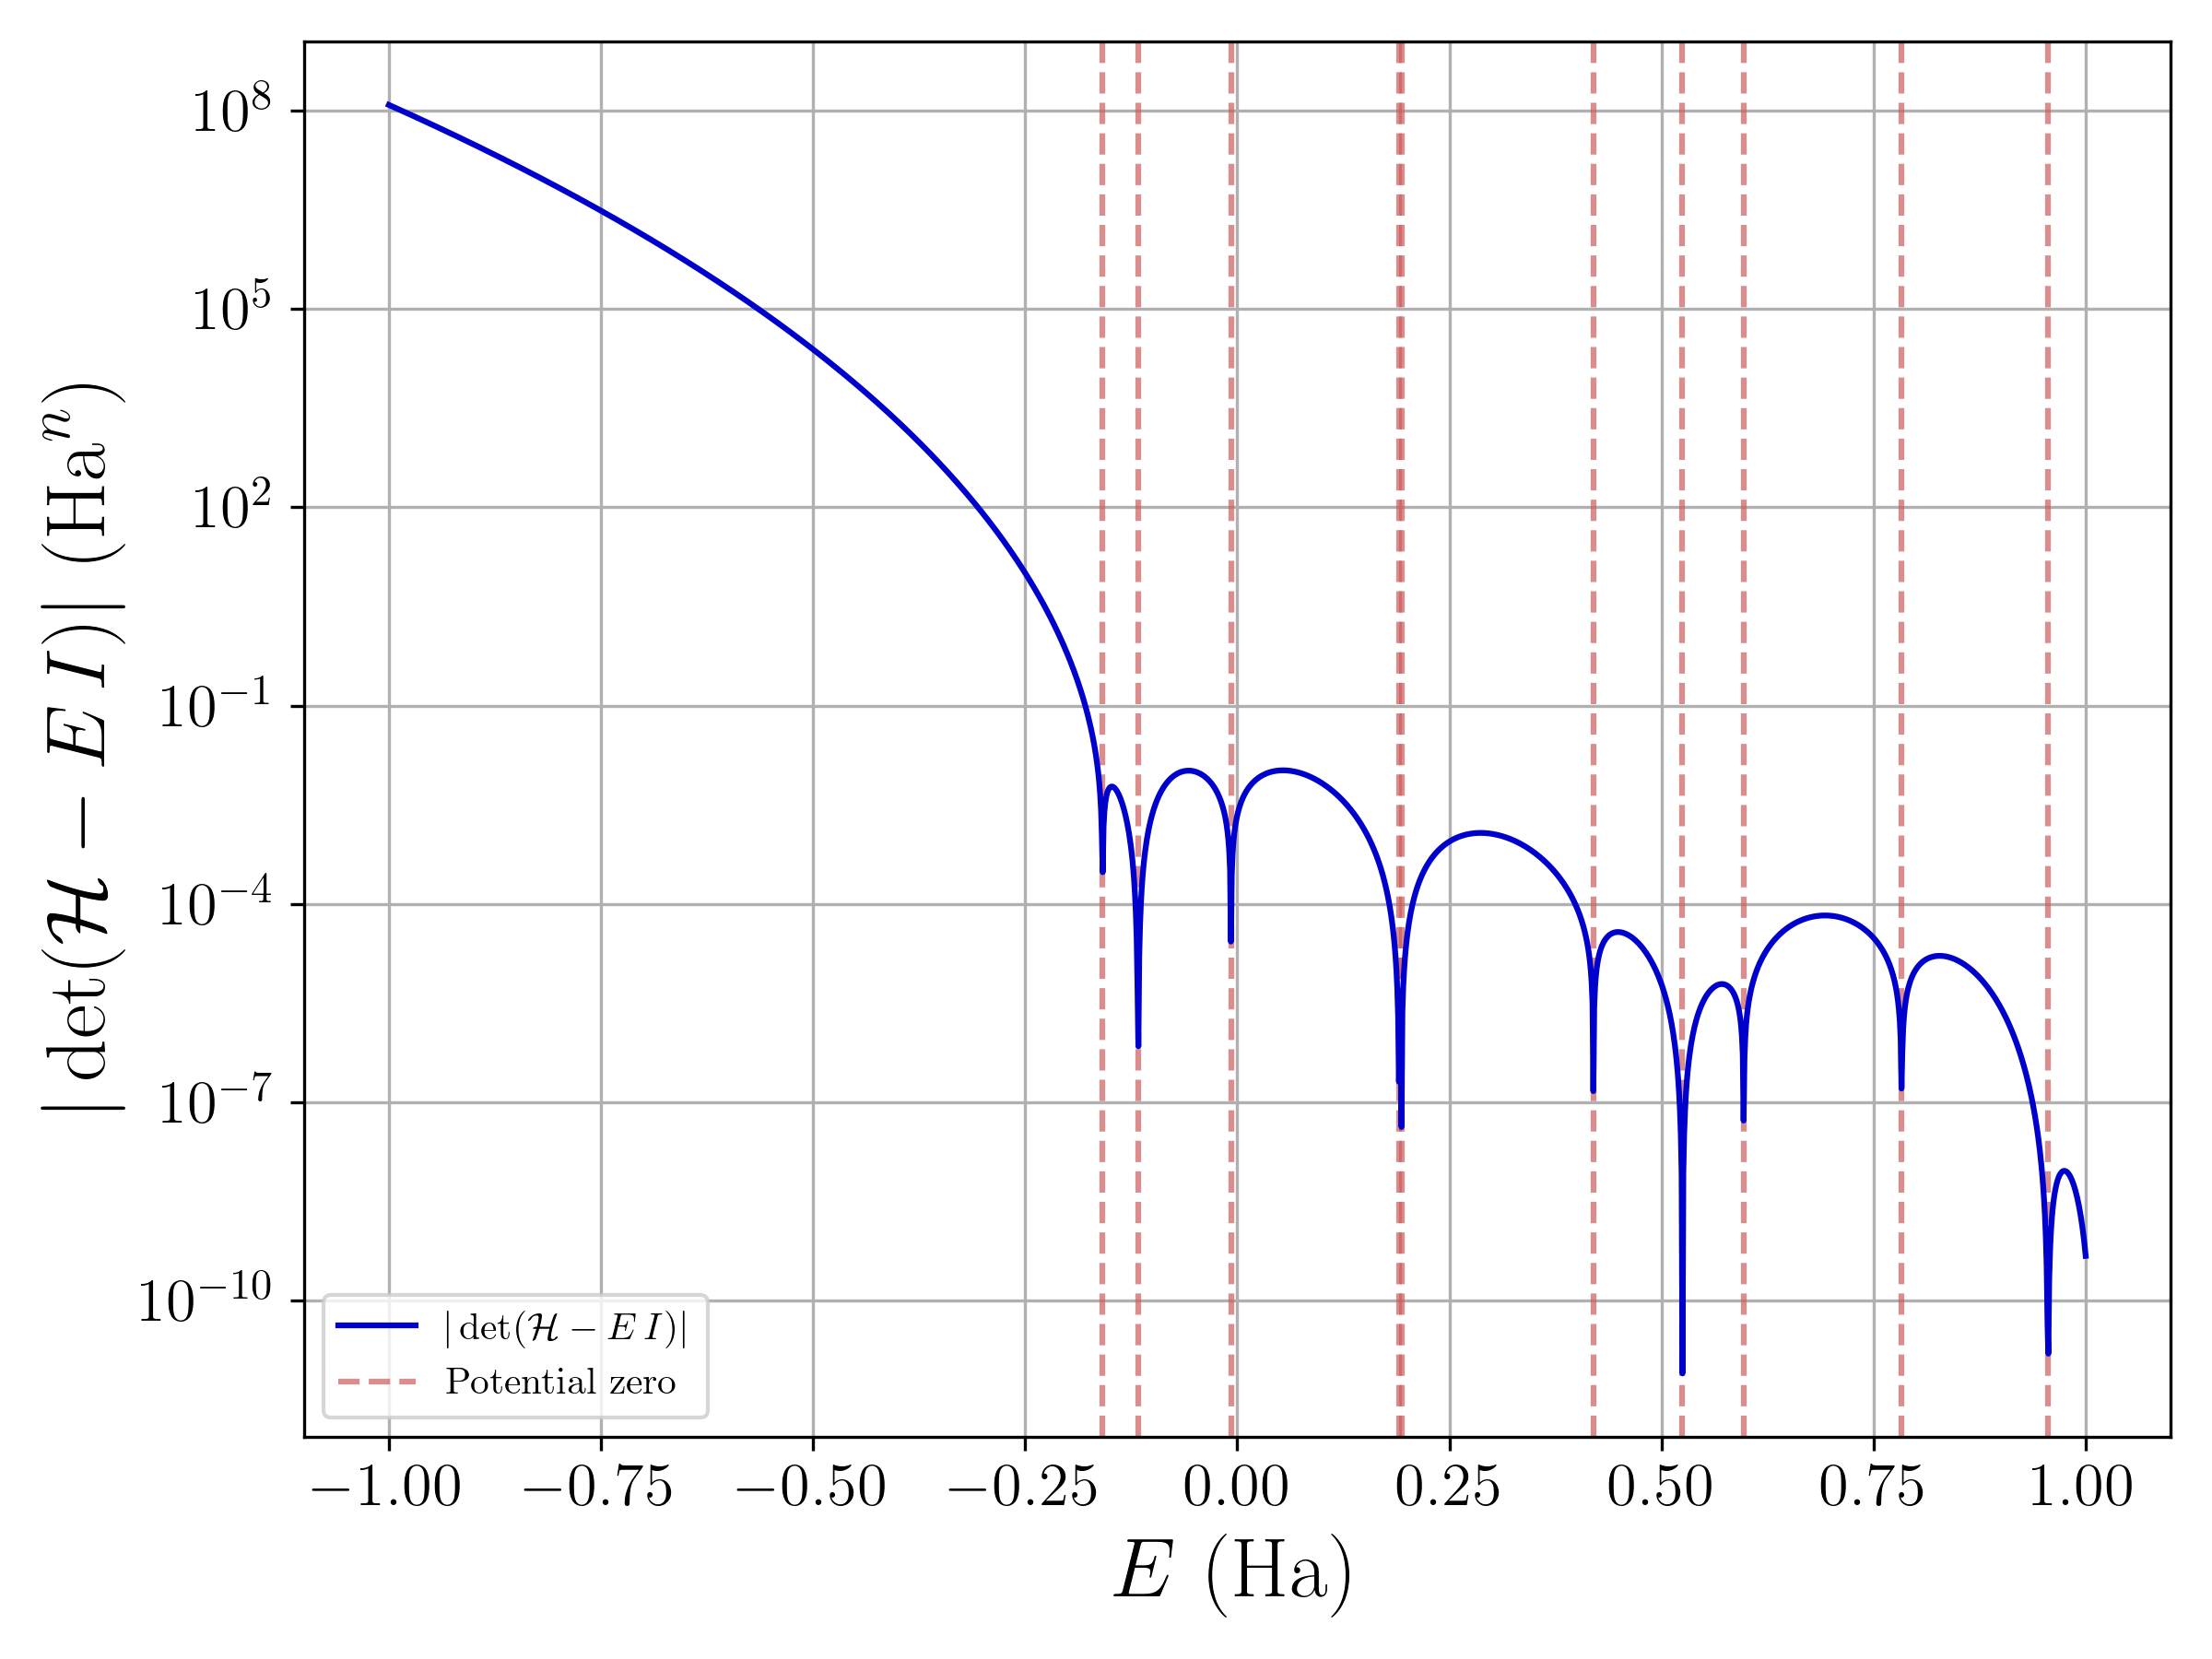 10^8
10^5
10^2
10^{-1}
10^{-4}
10^{-7}
10^{-10}
|det(ℋ − E I)| (Ha^n)
|det(ℋ − E I)|
Potential zero
−1.00 −0.75 −0.50 −0.25 0.00 0.25 0.50 0.75 1.00
E (Ha)